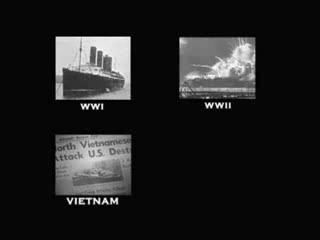 WWI
WWII
North Vietnamese
Attack U.S. Dest
VIETNAM